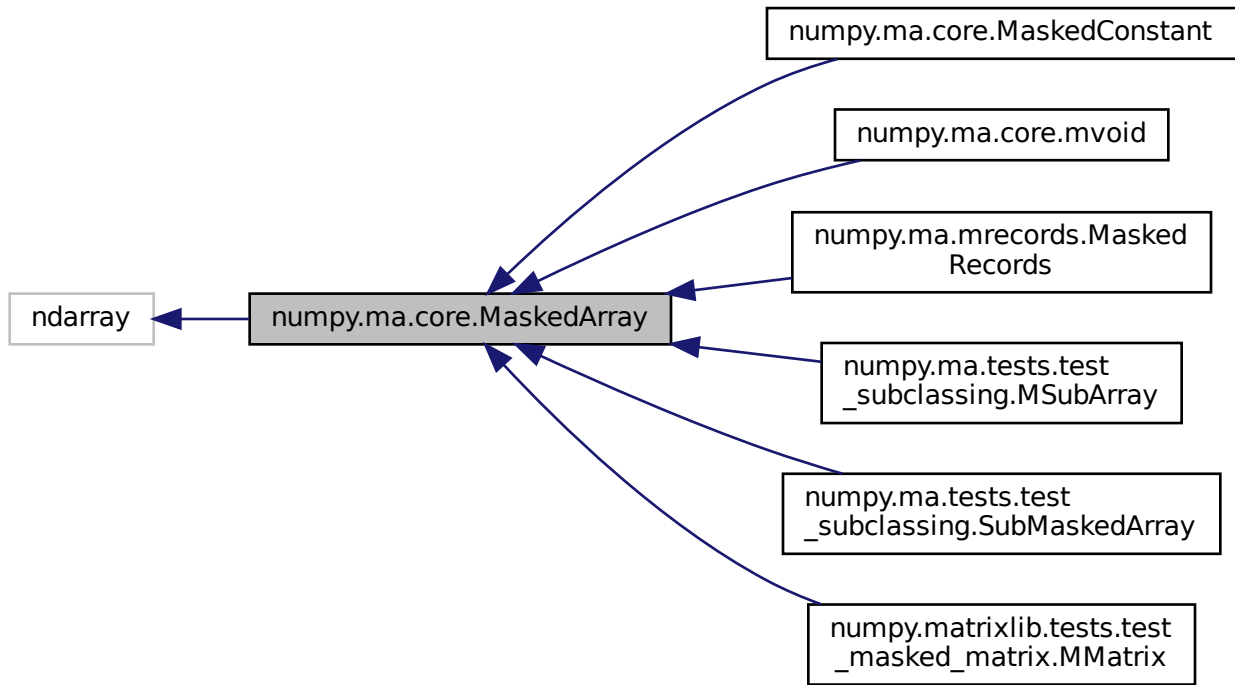 numpy.ma.core.MaskedConstant
numpy.ma.core.mvoid
numpy.ma.mrecords.Masked
Records
ndarray
numpy.ma.core.MaskedArray
numpy.ma.tests.test
_subclassing.MSubArray
numpy.ma.tests.test
_subclassing.SubMaskedArray
numpy.matrixlib.tests.test
_masked_matrix.MMatrix